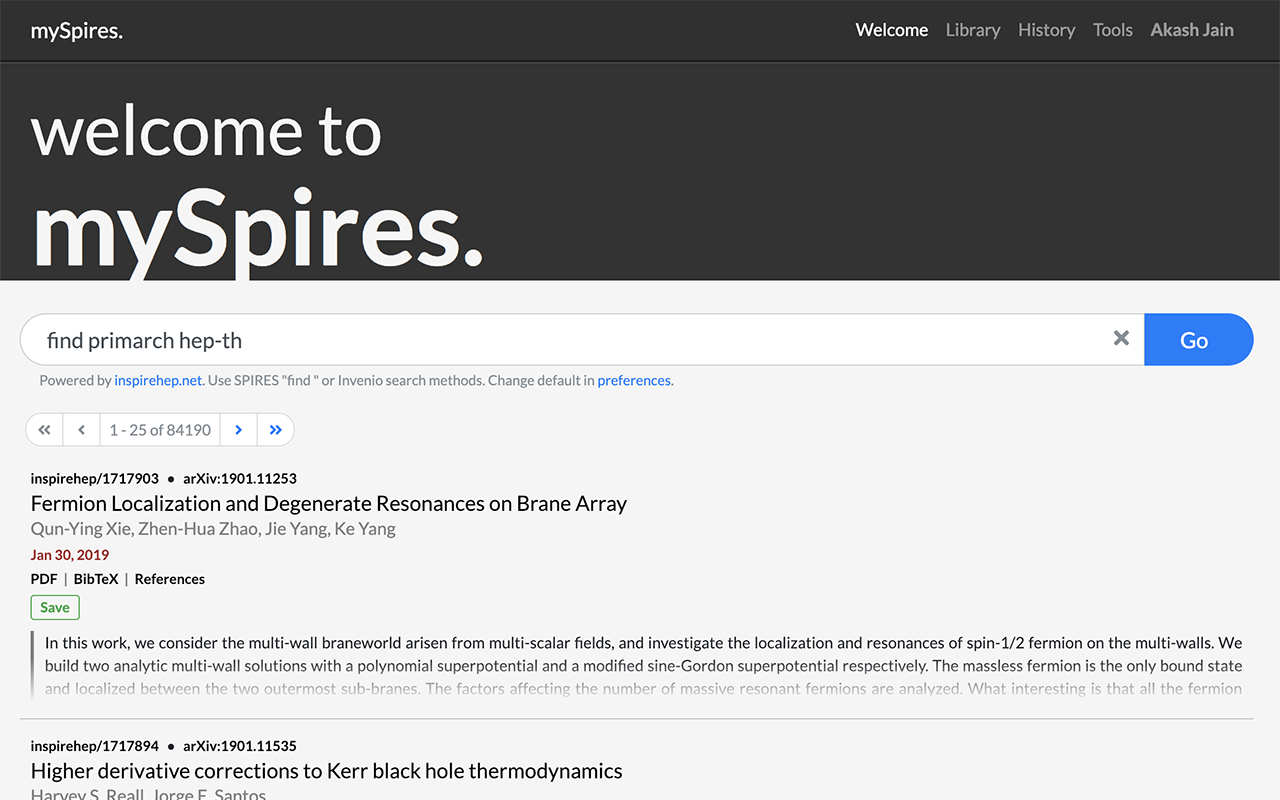 mySpires.
Welcome Library History Tools Akash Jain
welcome to
mySpires.
find primarch hep-th
Go
Powered by inspirehep.net. Use SPIRES "find " or Invenio search methods. Change default in preferences.
1 - 25 of 84190
inspirehep/1717903 • arXiv:1901.11253
Fermion Localization and Degenerate Resonances on Brane Array
Qun-Ying Xie, Zhen-Hua Zhao, Jie Yang, Ke Yang
Jan 30, 2019
PDF | BibTeX | References
Save
In this work, we consider the multi-wall braneworld arisen from multi-scalar fields, and investigate the localization and resonances of spin-1/2 fermion on the multi-walls. We
build two analytic multi-wall solutions with a polynomial superpotential and a modified sine-Gordon superpotential respectively. The massless fermion is the only bound state
and localized between the two outermost sub-branes. The factors affecting the number of massive resonant fermions are analyzed. What interesting is that all the fermion
inspirehep/1717894 • arXiv:1901.11535
Higher derivative corrections to Kerr black hole thermodynamics
Harvey S. Reall, Jorge E. Santos